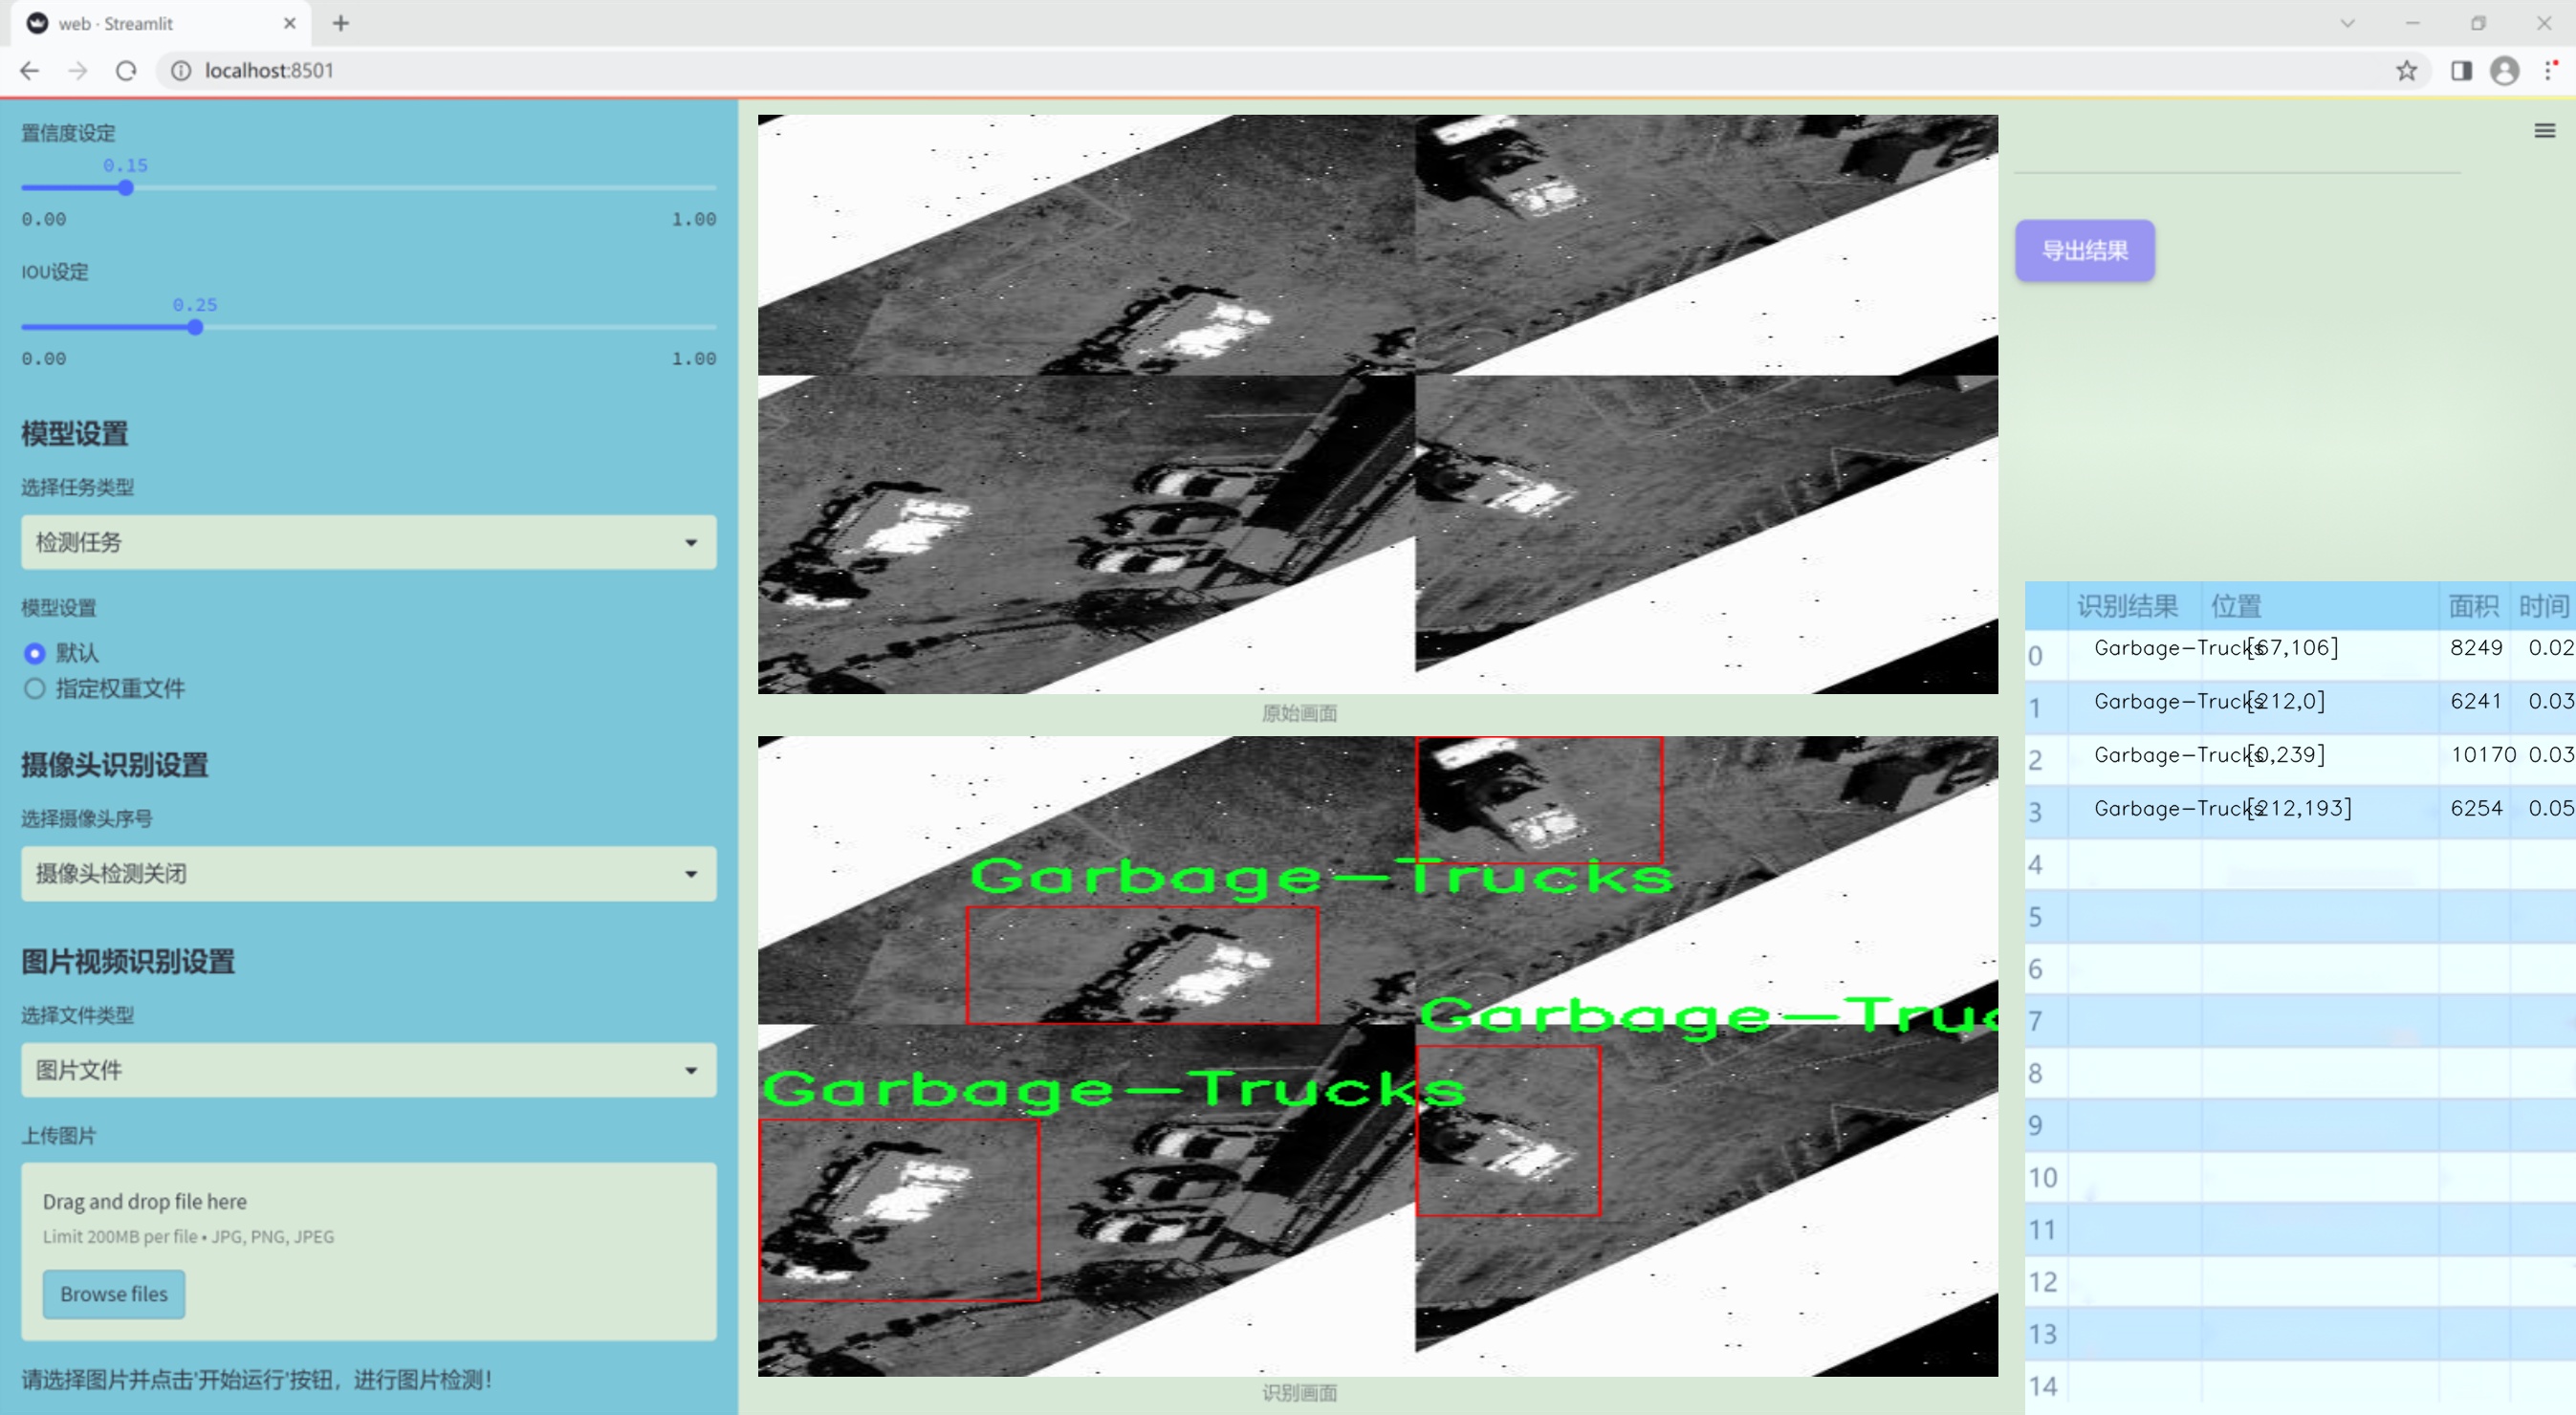 web · Streamlit
localhost:8501
置信度设定
0.15
0.00 1.00
IOU设定
0.25
0.00 1.00
模型设置
选择任务类型
检测任务
模型设置
默认
指定权重文件
摄像头识别设置
选择摄像头序号
摄像头检测关闭
图片视频识别设置
选择文件类型
图片文件
上传图片
Drag and drop file here
Limit 200MB per file • JPG, PNG, JPEG
Browse files
请选择图片并点击'开始运行'按钮，进行图片检测！
原始画面
Garbage-Trucks
Garbage-Truc
Garbage-Trucks
识别画面
导出结果
识别结果 位置 面积 时间
0 Garbage-Trucks [67,106] 8249 0.02
1 Garbage-Trucks [212,0] 6241 0.03
2 Garbage-Trucks [0,239] 10170 0.03
3 Garbage-Trucks [212,193] 6254 0.05
4
5
6
7
8
9
10
11
12
13
14